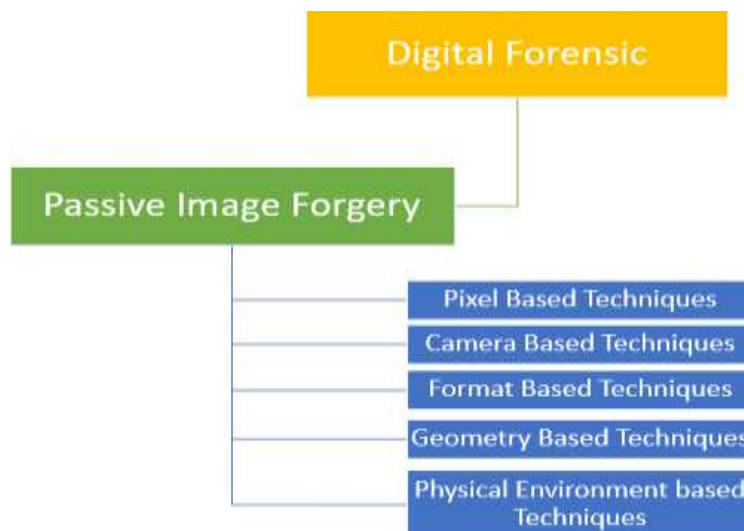 Digital Forensic
Passive Image Forgery
Pixel Based Techniques
Camera Based Techniques
Format Based Techniques
Geometry Based Techniques
Physical Environment based
Techniques